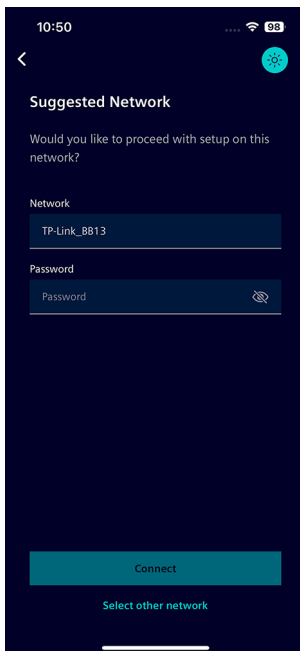 10:50
98
Suggested Network
Would you like to proceed with setup on this
network?
Network
TP-Link_BB13
Password
Password
Connect
Select other network